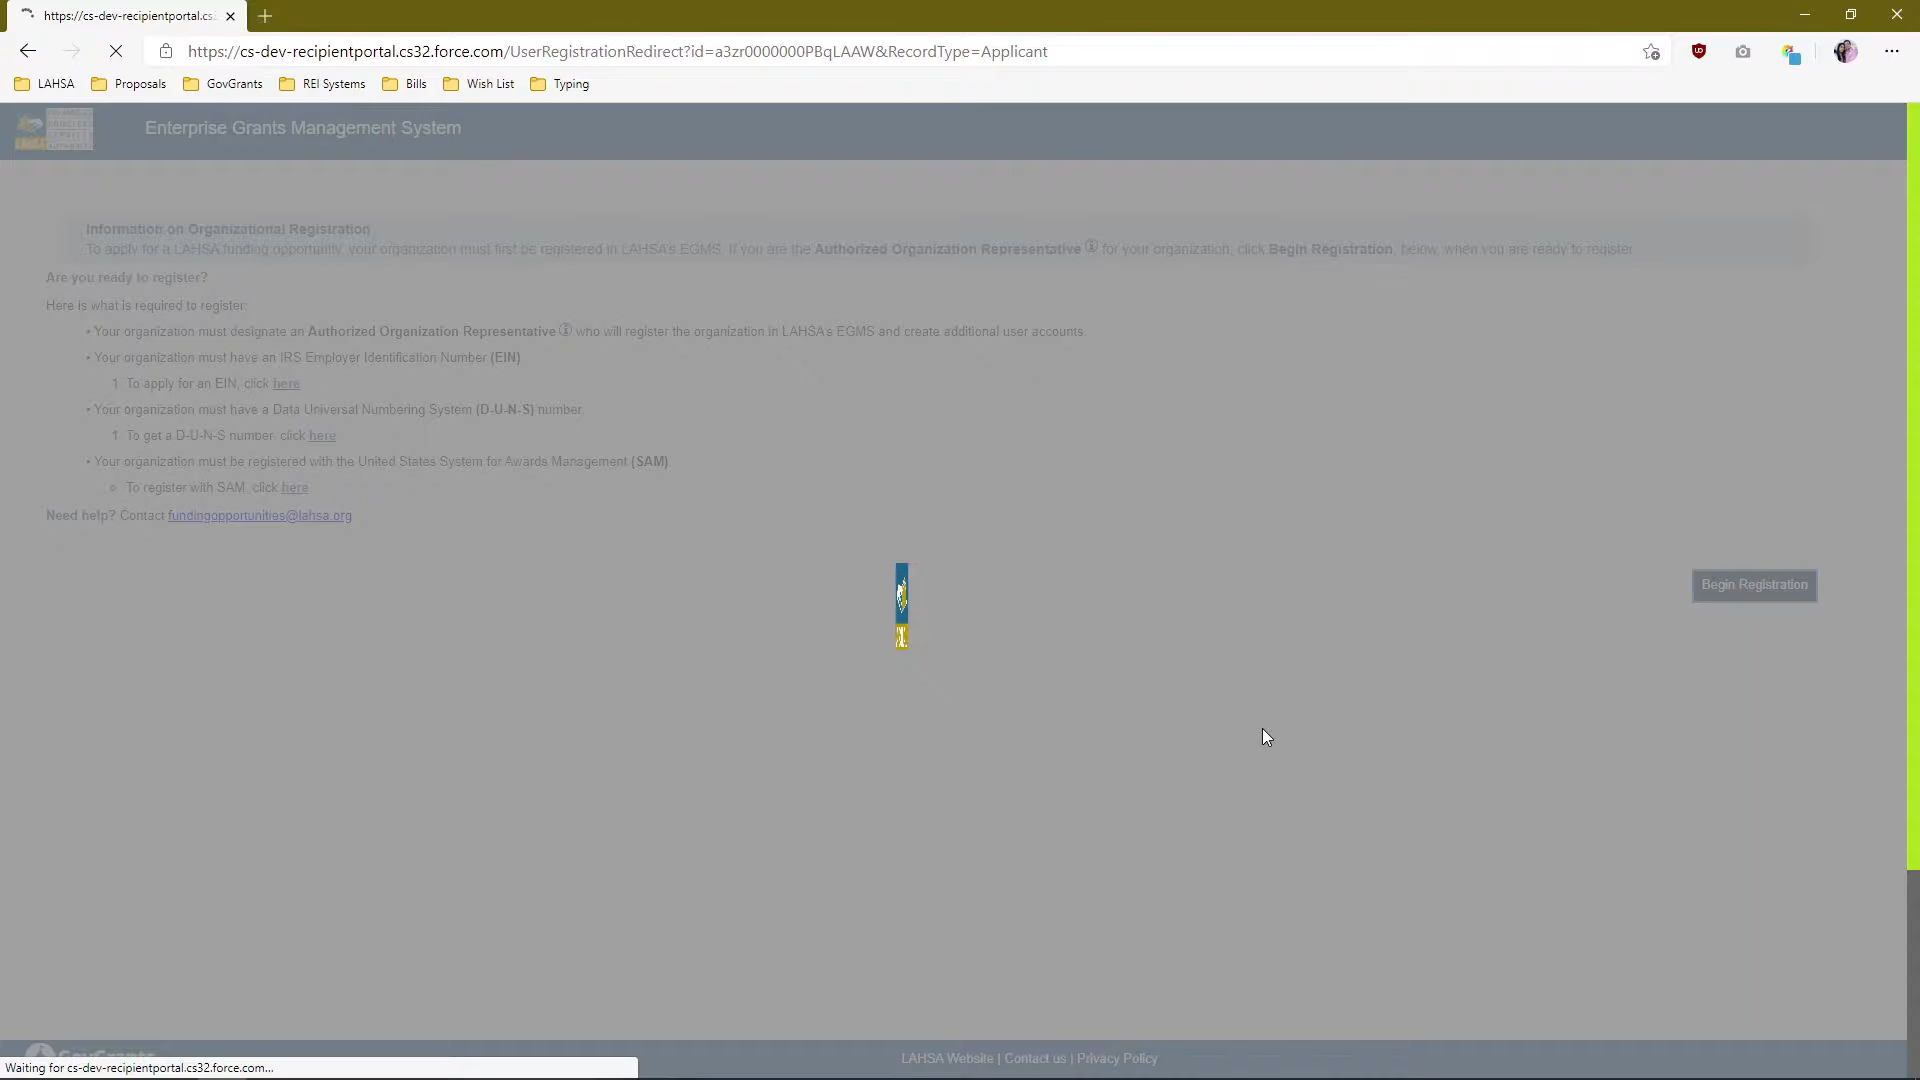 https://cs-dev-recipientportal.cs
https://cs-dev-recipientportal.cs32.force.com/UserRegistrationRedirect?id=a3zr0000000PBqLAAW&RecordType=Applicant
LAHSA Proposals GovGrants REI Systems Bills Wish List Typing
Enterprise Grants Management System
Information on Organizational Registration
To apply for a LAHSA funding opportunity, your organization must first be registered in LAHSA's EGMS. If you are the Authorized Organization Representative for your organization, click Begin Registration, below, when you are ready to register.
Are you ready to register?
Here is what is required to register:
• Your organization must designate an Authorized Organization Representative who will register the organization in LAHSA's EGMS and create additional user accounts.
• Your organization must have an IRS Employer Identification Number (EIN)
1. To apply for an EIN, click here
• Your organization must have a Data Universal Numbering System (D-U-N-S) number.
1. To get a D-U-N-S number, click here
• Your organization must be registered with the United States System for Awards Management (SAM).
To register with SAM, click here
Need help? Contact fundingopportunities@lahsa.org
Begin Registration
GovGrants
LAHSA Website | Contact us | Privacy Policy
Waiting for cs-dev-recipientportal.cs32.force.com...